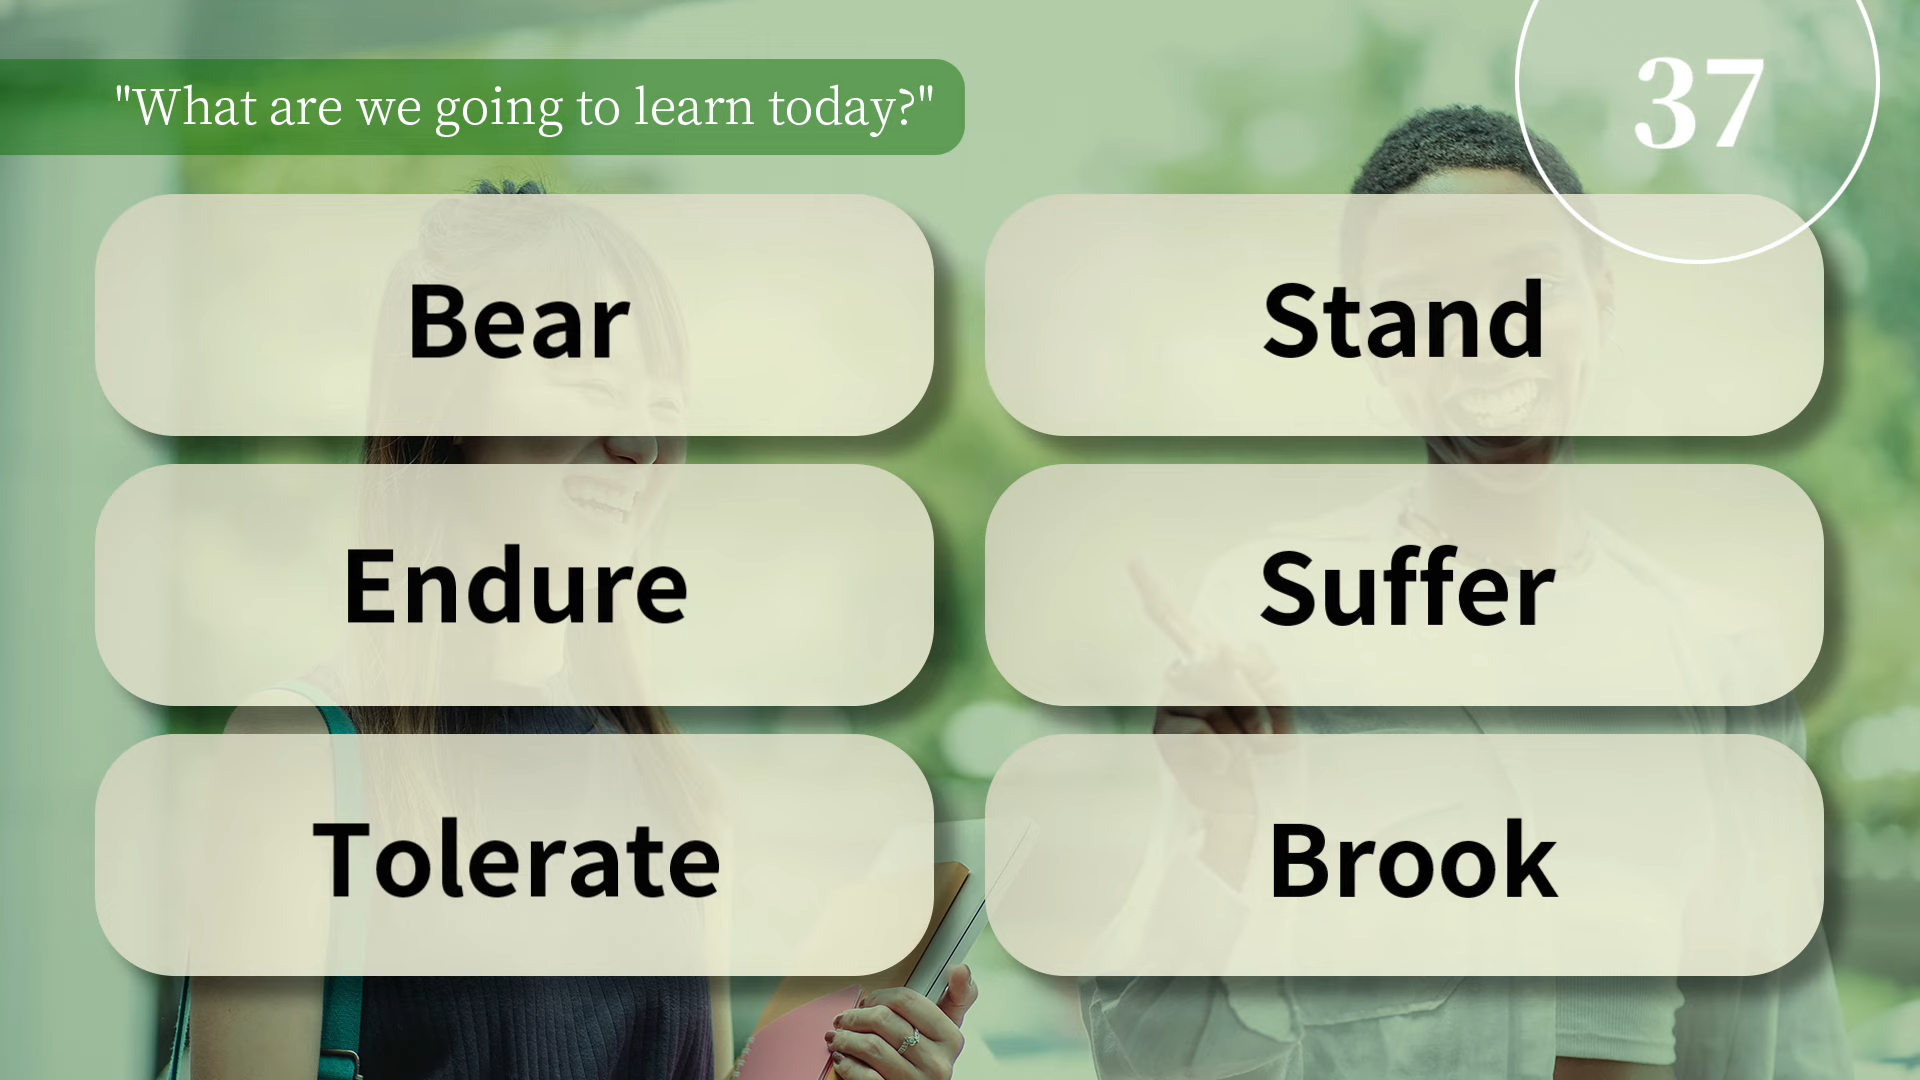 "What are we going to learn today?"
37
Bear
Stand
Endure
Suffer
Tolerate
Brook